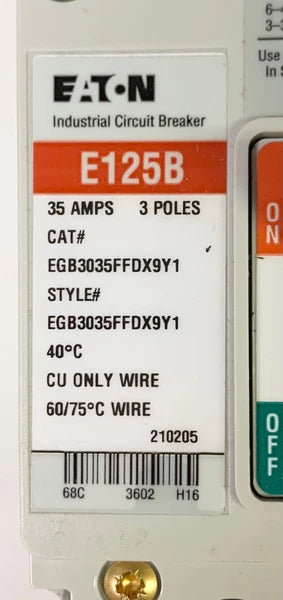 EATON
Industrial Circuit Breaker
E125B
35 AMPS 3 POLES
CAT#
EGB3035FFDX9Y1
STYLE#
EGB3035FFDX9Y1
40°C
CU ONLY WIRE
60/75°C WIRE
210205
68C 3602 H16
Use
ON
OFF